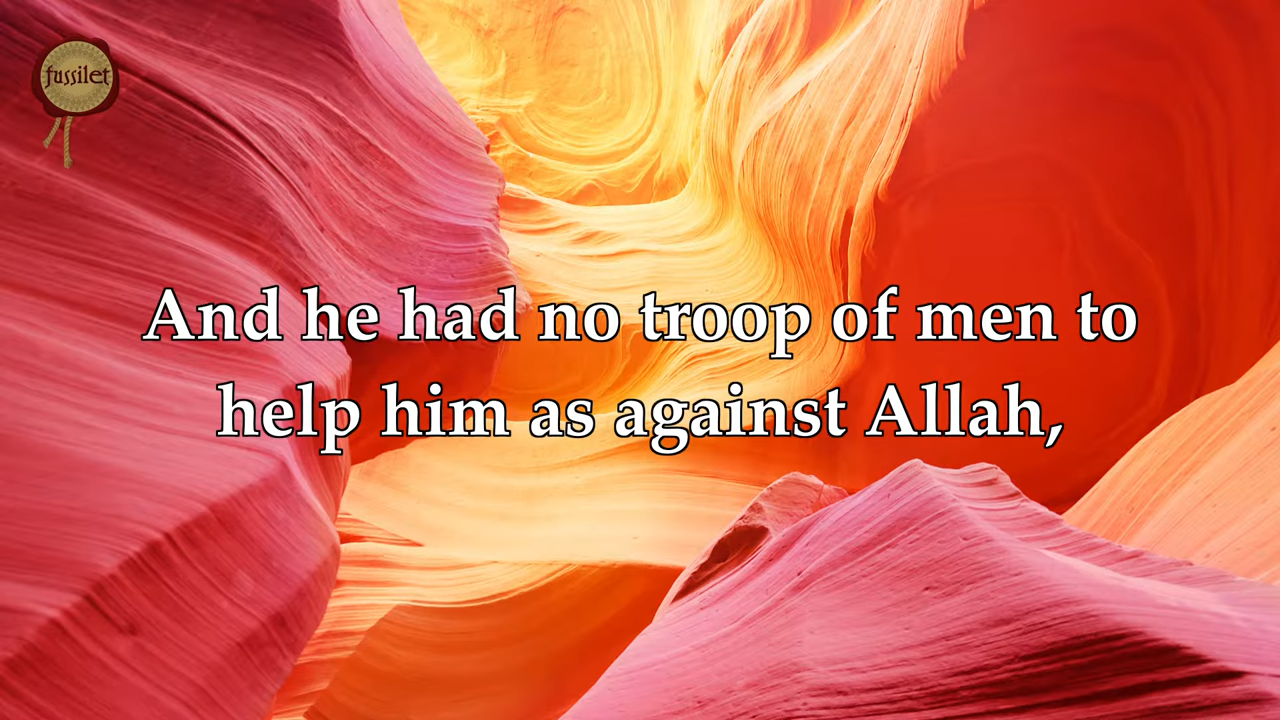 fussilet
And he had no troop of men to
help him as against Allah,